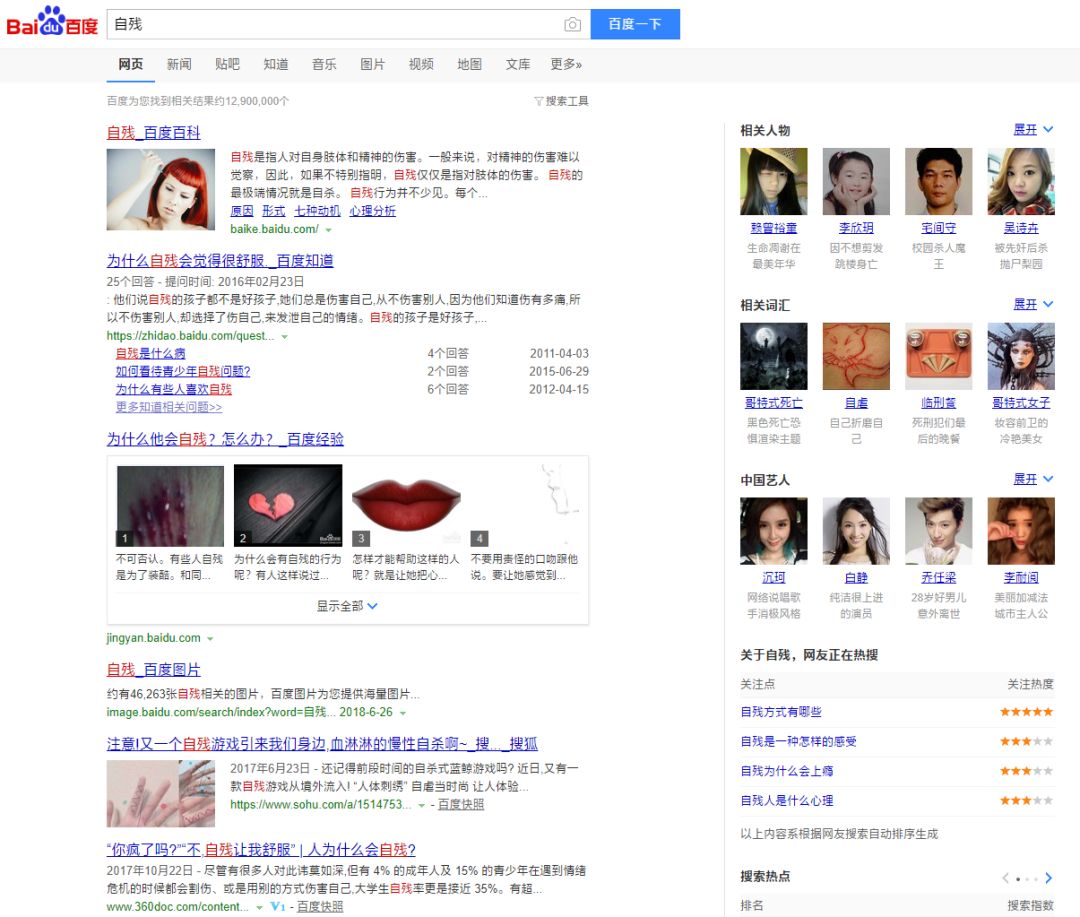 Bai du 百度
自残
百度一下
网页 新闻 贴吧 知道 音乐 图片 视频 地图 文库 更多»
百度为您找到相关结果约12,900,000个
搜索工具
自残_百度百科
自残是指人对自身肢体和精神的伤害。一般来说，对精神的伤害难以
觉察，因此，如果不特别指明，自残仅仅是指对肢体的伤害。 自残的
最极端情况就是自杀。 自残行为并不少见。每个...
原因 形式 七种动机 心理分析
baike.baidu.com/
为什么自残会觉得很舒服._百度知道
25个回答 - 提问时间: 2016年02月23日
: 他们说自残的孩子都不是好孩子,她们总是伤害自己,从不伤害别人,因为他们知道伤有多痛,所
以不伤害别人,却选择了伤自己,来发泄自己的情绪。自残的孩子是好孩子,...
https://zhidao.baidu.com/quest...
自残是什么病 4个回答 2011-04-03
如何看待青少年自残问题? 2个回答 2015-06-29
为什么有些人喜欢自残 6个回答 2012-04-15
更多知道相关问题>>
为什么他会自残？怎么办？_百度经验
1 2 3 4
不可否认。有些人自残
是为了装酷。和同...
为什么会有自残的行为
呢？有人这样说过...
怎样才能帮助这样的人
呢？就是让她把心...
不要用责怪的口吻跟他
说。要让她感觉到...
显示全部
jingyan.baidu.com
自残_百度图片
约有46,263张自残相关的图片，百度图片为您提供海量图片...
image.baidu.com/search/index?word=自残... 2018-6-26
注意!又一个自残游戏引来我们身边,血淋淋的慢性自杀啊~_搜..._搜狐
2017年6月23日 - 还记得前段时间的自杀式蓝鲸游戏吗? 近日,又有一
款自残游戏从境外流入! “人体刺绣” 自虐当时尚 让人体验...
https://www.sohu.com/a/1514753... - 百度快照
“你疯了吗?”“不,自残让我舒服” | 人为什么会自残?
2017年10月22日 - 尽管有很多人对此讳莫如深,但有 4% 的成年人及 15% 的青少年在遇到情绪
危机的时候都会割伤、或是用别的方式伤害自己,大学生自残率更是接近 35%。有超...
www.360doc.com/content... V1 - 百度快照
相关人物 展开
赖曾裕童 李欣玥 宅间守 吴诗卉
生命凋谢在
最美年华
因不想剪发
跳楼身亡
校园杀人魔
王
被先奸后杀
抛尸梨园
相关词汇 展开
哥特式死亡 自虐 临刑餐 哥特式女子
黑色死亡恐
惧渲染主题
自己折磨自
己
死刑犯们最
后的晚餐
妆容前卫的
冷艳美女
中国艺人 展开
沉珂 白静 乔任梁 李耐阅
网络说唱歌
手消极风格
纯洁很上进
的演员
28岁好男儿
意外离世
美丽加减法
城市主人公
关于自残，网友正在热搜
关注点 关注热度
自残方式有哪些
自残是一种怎样的感受
自残为什么会上瘾
自残人是什么心理
以上内容系根据网友搜索自动排序生成
搜索热点
排名 搜索指数